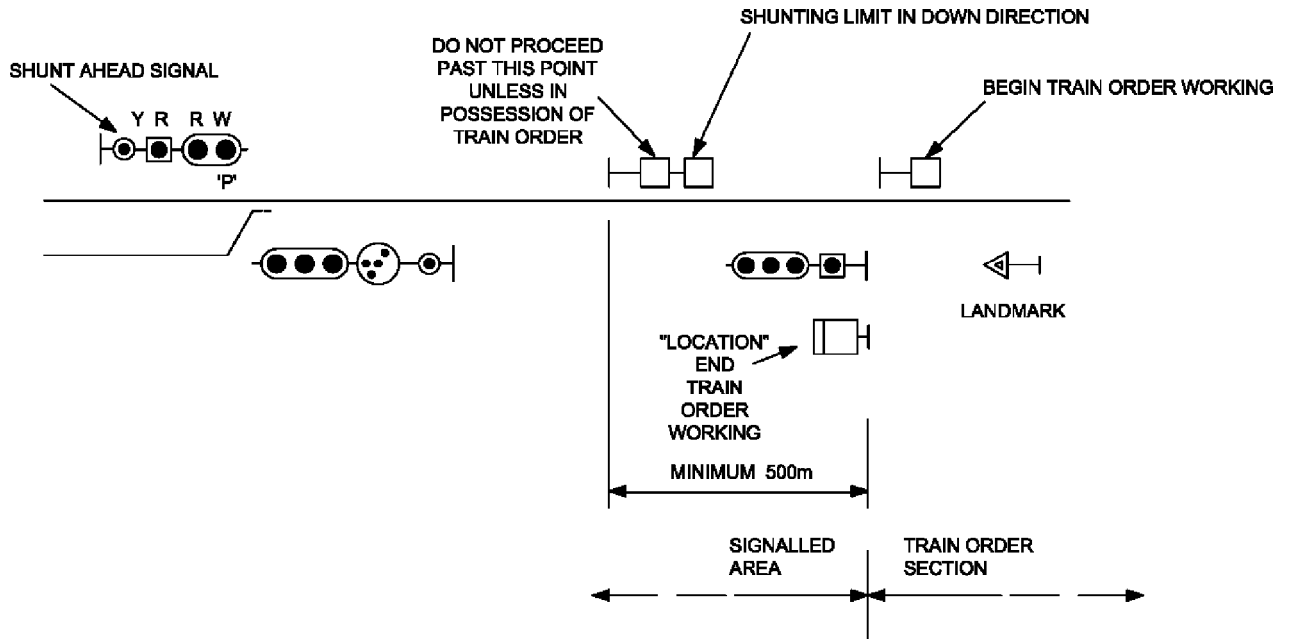 SHUNTING LIMIT IN DOWN DIRECTION
DO NOT PROCEED
PAST THIS POINT
UNLESS IN
POSSESSION OF
TRAIN ORDER
SHUNT AHEAD SIGNAL
BEGIN TRAIN ORDER WORKING
Y R R W
'P'
LANDMARK
"LOCATION"
END
TRAIN
ORDER
WORKING
MINIMUM 500m
SIGNALLED
AREA
TRAIN ORDER
SECTION